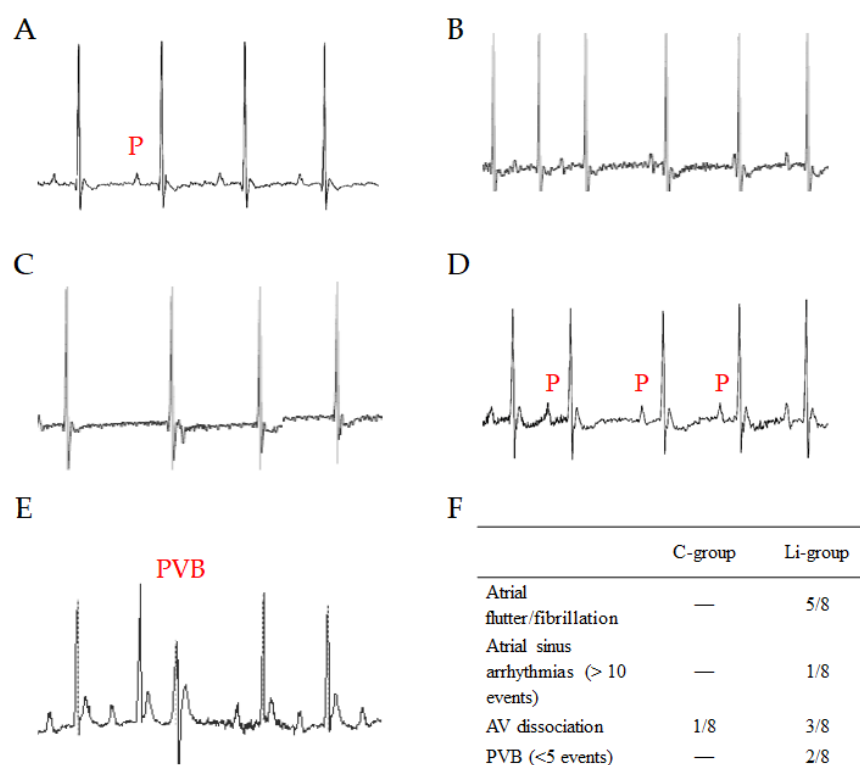 A
B
P
C
D
P P P
E
F
PVB
C-group Li-group
Atrial
flutter/fibrillation — 5/8
Atrial sinus
arrhythmias (> 10 — 1/8
events)
AV dissociation 1/8 3/8
PVB (<5 events) — 2/8